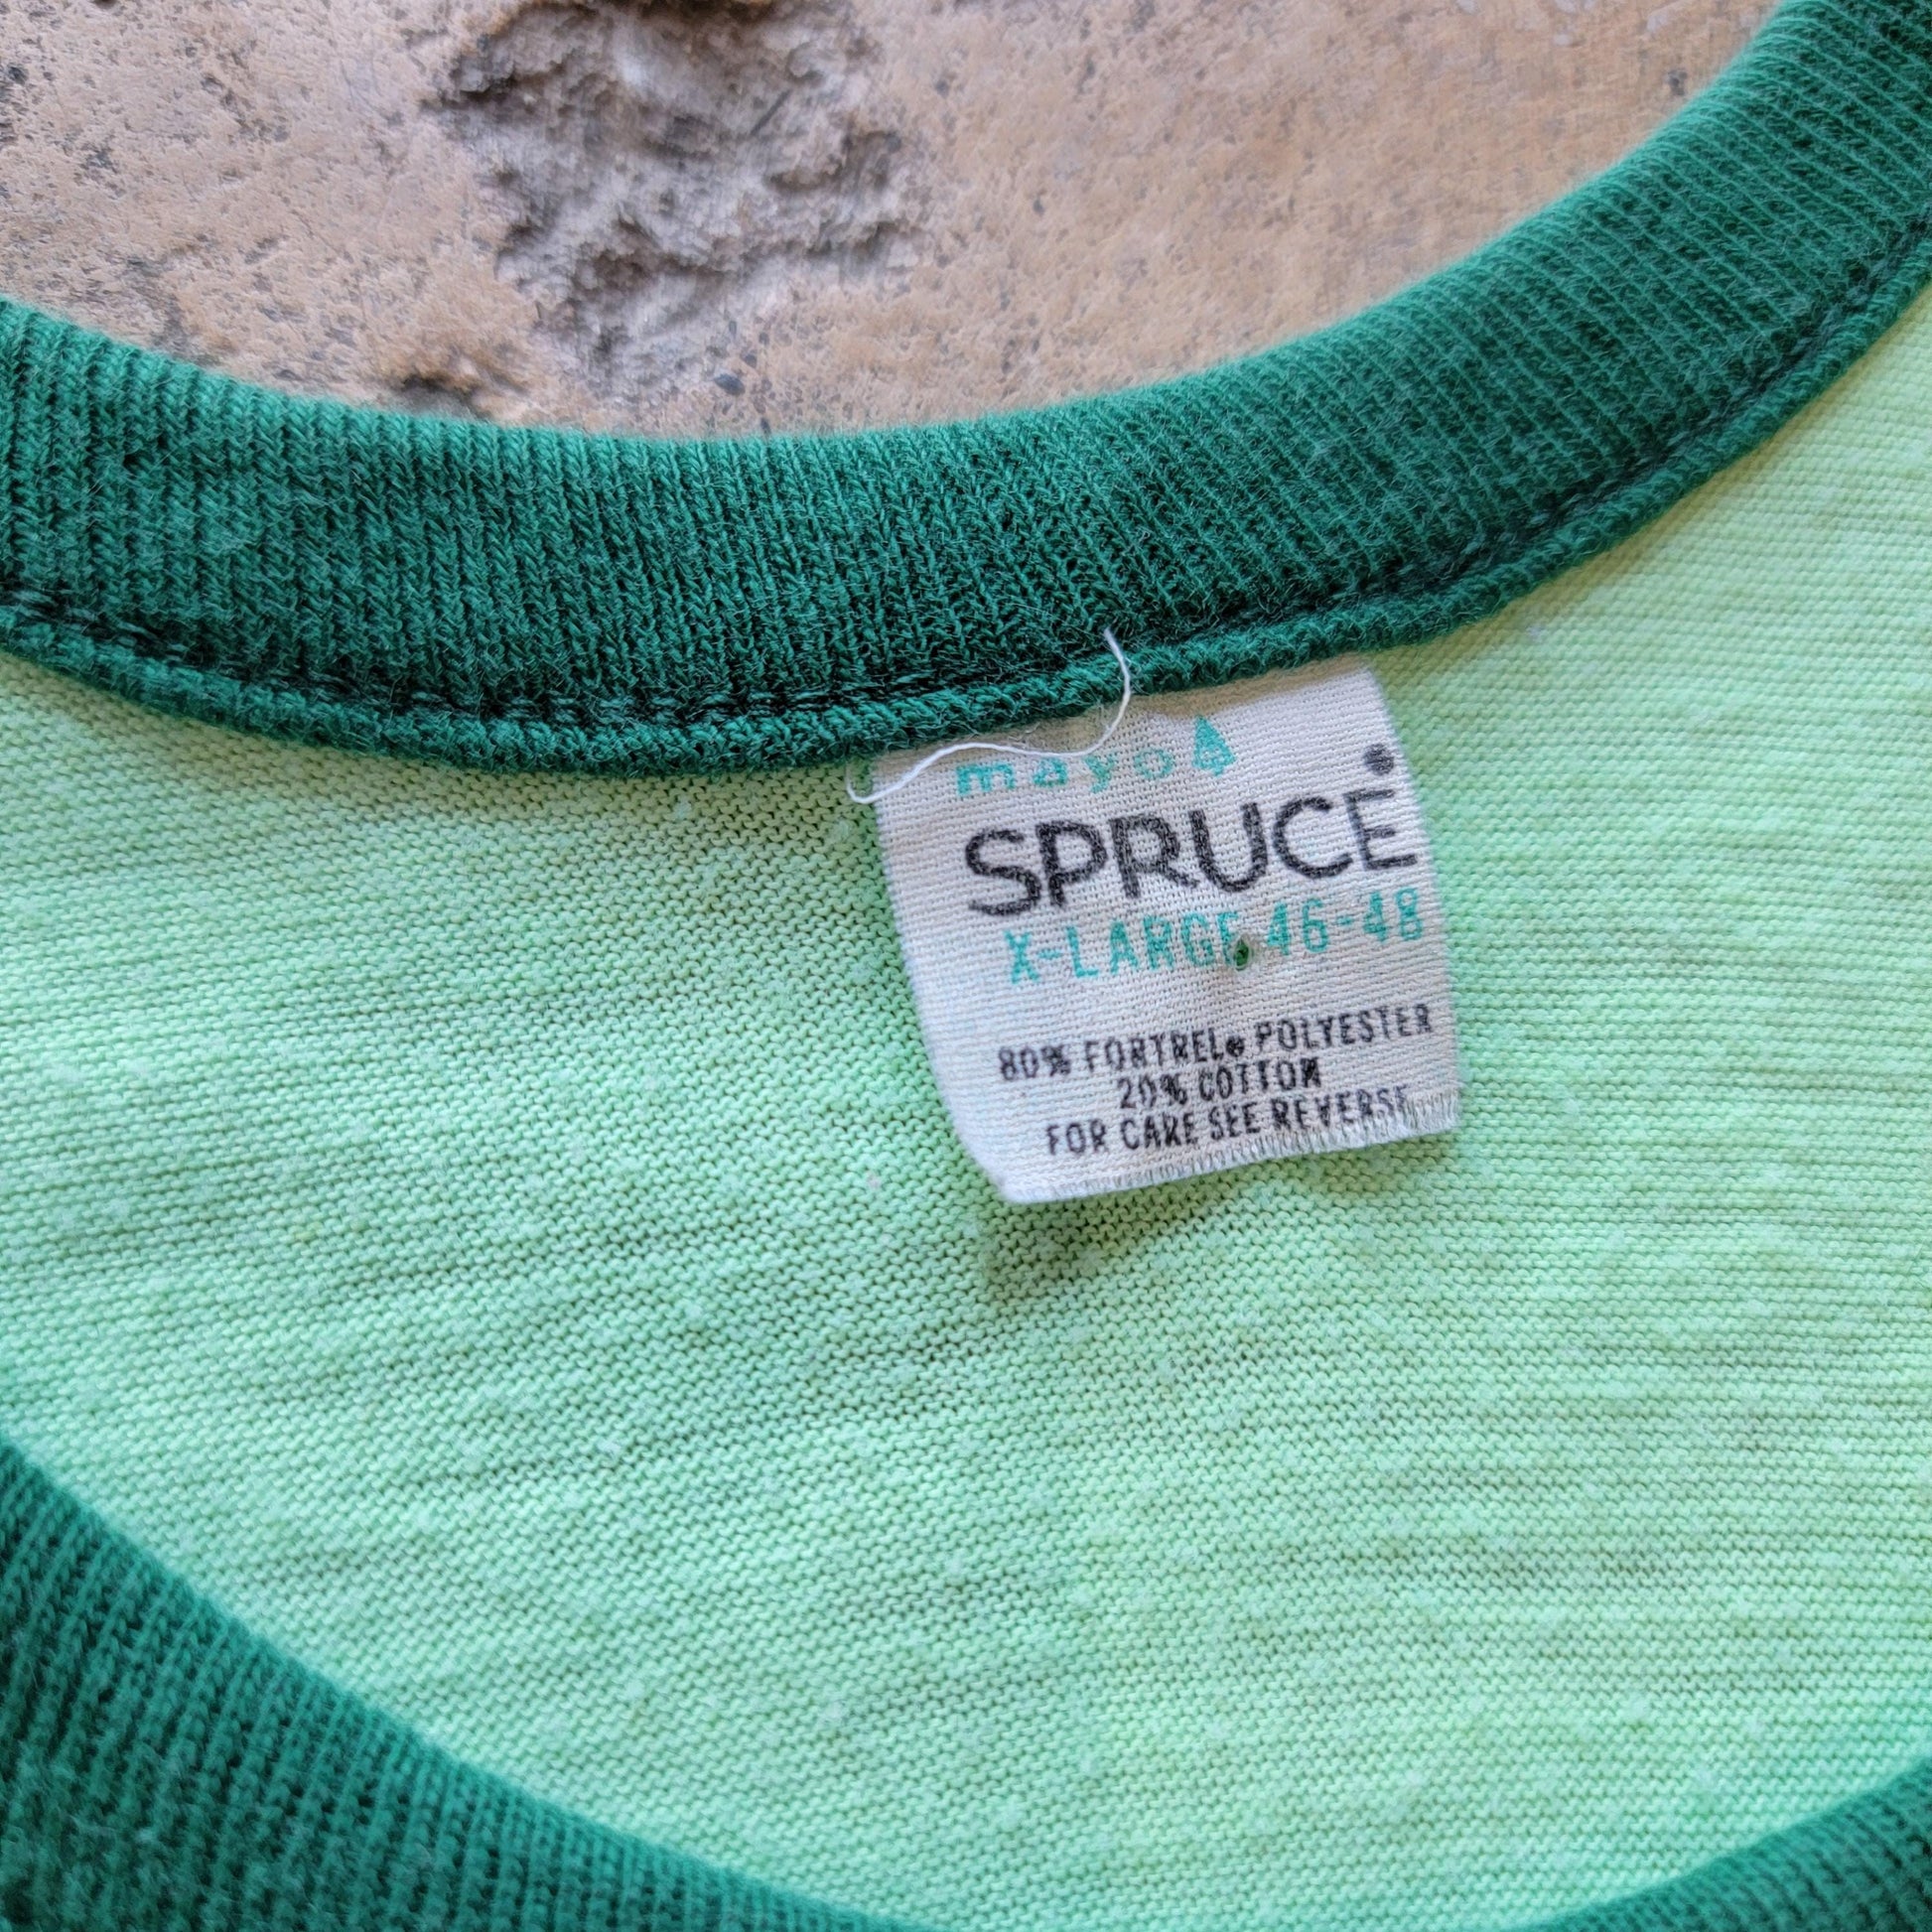 mayo
SPRUCE
X-LARGE 46-48
80% FORTREL® POLYESTER
20% COTTON
FOR CARE SEE REVERSE